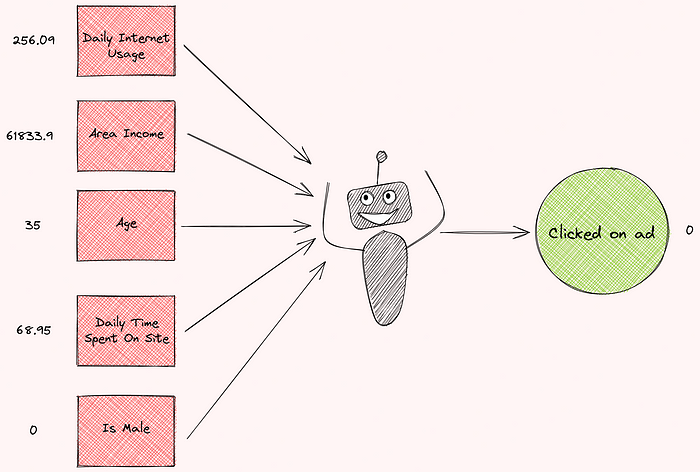 256.09
Daily Internet
Usage
61833.9
Area Income
35
Age
68.95
Daily Time
Spent On Site
0
Is Male
Clicked on ad
0